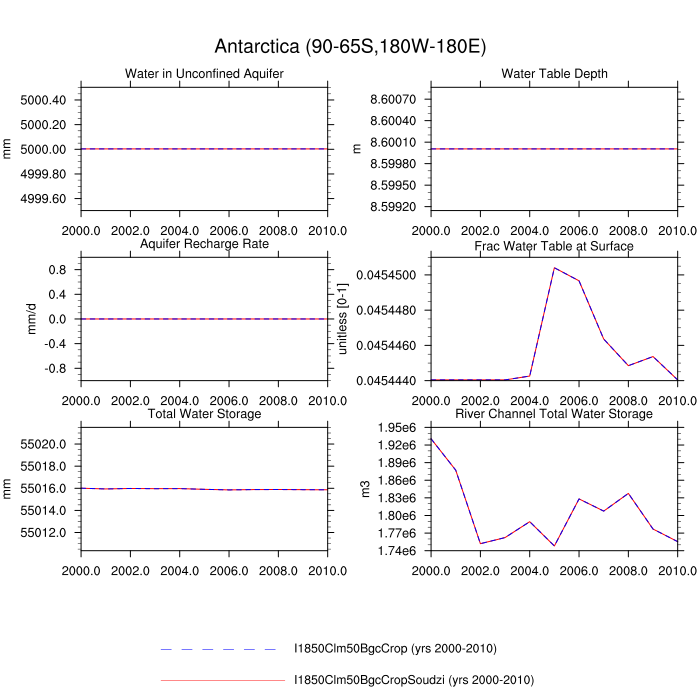 Antarctica (90-65S,180W-180E)
Water in Unconfined Aquifer
mm
5000.40
5000.20
5000.00
4999.80
4999.60
2000.0 2002.0 2004.0 2006.0 2008.0 2010.0
Water Table Depth
m
8.60070
8.60040
8.60010
8.59980
8.59950
8.59920
2000.0 2002.0 2004.0 2006.0 2008.0 2010.0
Aquifer Recharge Rate
mm/d
0.8
0.4
0.0
-0.4
-0.8
2000.0 2002.0 2004.0 2006.0 2008.0 2010.0
Frac Water Table at Surface
unitless [0-1]
0.0454500
0.0454480
0.0454460
0.0454440
2000.0 2002.0 2004.0 2006.0 2008.0 2010.0
Total Water Storage
mm
55020.0
55018.0
55016.0
55014.0
55012.0
2000.0 2002.0 2004.0 2006.0 2008.0 2010.0
River Channel Total Water Storage
m3
1.95e6
1.92e6
1.89e6
1.86e6
1.83e6
1.80e6
1.77e6
1.74e6
2000.0 2002.0 2004.0 2006.0 2008.0 2010.0
I1850Clm50BgcCrop (yrs 2000-2010)
I1850Clm50BgcCropSoudzi (yrs 2000-2010)